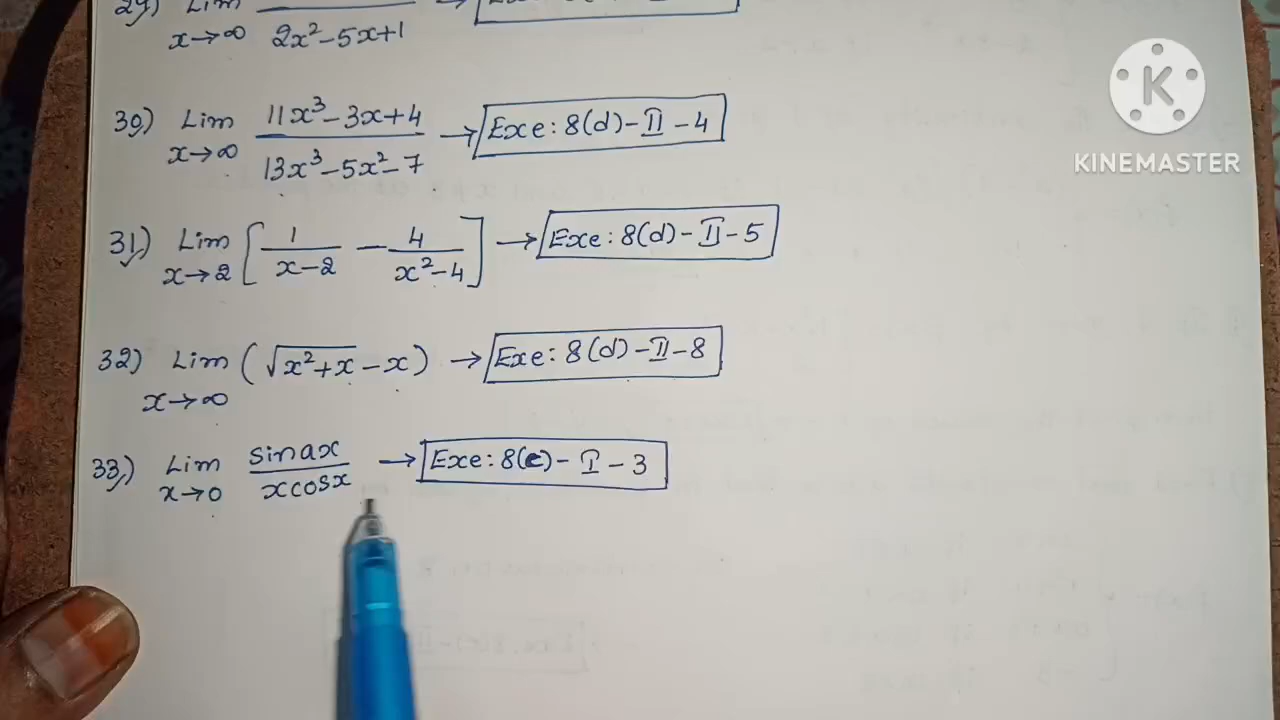 29) Lim
x→∞ 2x²-5x+1
30) Lim x→∞ 11x³-3x+4 / 13x³-5x²-7 → Exe: 8(d)-II-4
31) Lim x→2 [1/x-2 - 4/x²-4] → Exe: 8(d)-II-5
32) Lim x→∞ (√x²+x - x) → Exe: 8(d)-II-8
33) Lim x→0 sinax / xcosx → Exe: 8(c)-I-3
K
KINEMASTER